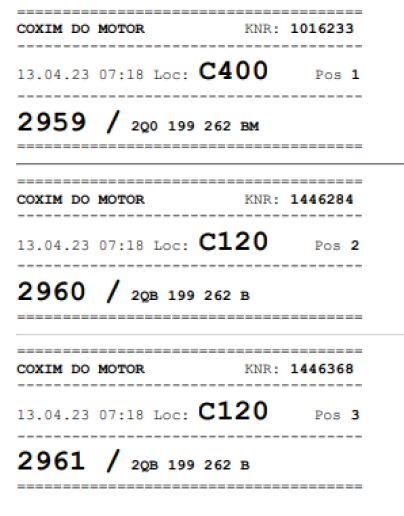 ======================================
COXIM DO MOTOR KNR: 1016233
--------------------------------------
13.04.23 07:18 Loc: C400 Pos 1
--------------------------------------
2959 / 2Q0 199 262 BM
======================================
======================================
COXIM DO MOTOR KNR: 1446284
--------------------------------------
13.04.23 07:18 Loc: C120 Pos 2
--------------------------------------
2960 / 2QB 199 262 B
======================================
======================================
COXIM DO MOTOR KNR: 1446368
--------------------------------------
13.04.23 07:18 Loc: C120 Pos 3
--------------------------------------
2961 / 2QB 199 262 B
======================================